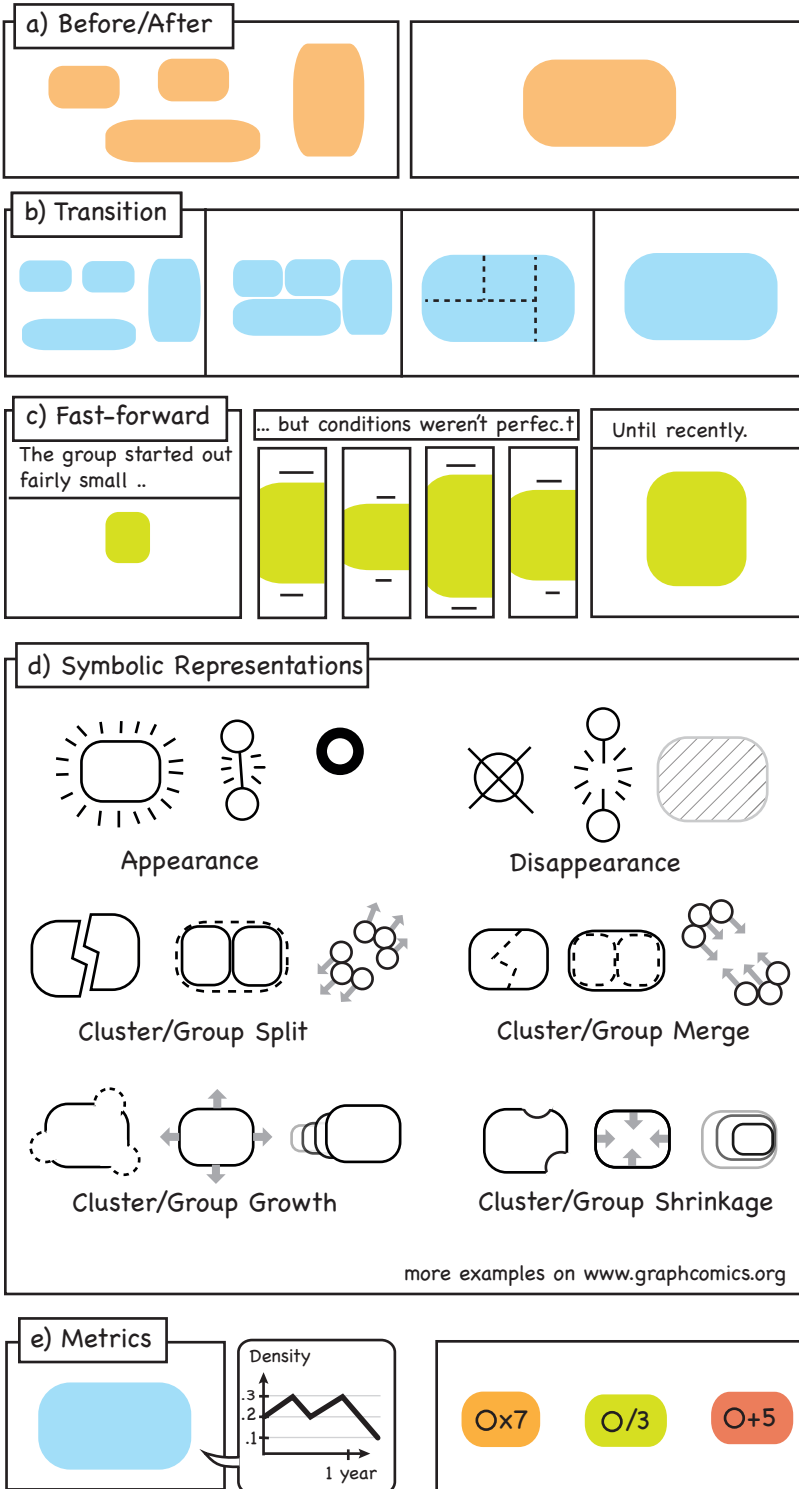 a) Before/After
b) Transition
c) Fast-forward
The group started out
fairly small ..
... but conditions weren't perfec.t
Until recently.
d) Symbolic Representations
Appearance
Disappearance
Cluster/Group Split
Cluster/Group Merge
Cluster/Group Growth
Cluster/Group Shrinkage
more examples on www.graphcomics.org
e) Metrics
Density
.3
.2
.1
1 year
Ox7
O/3
O+5